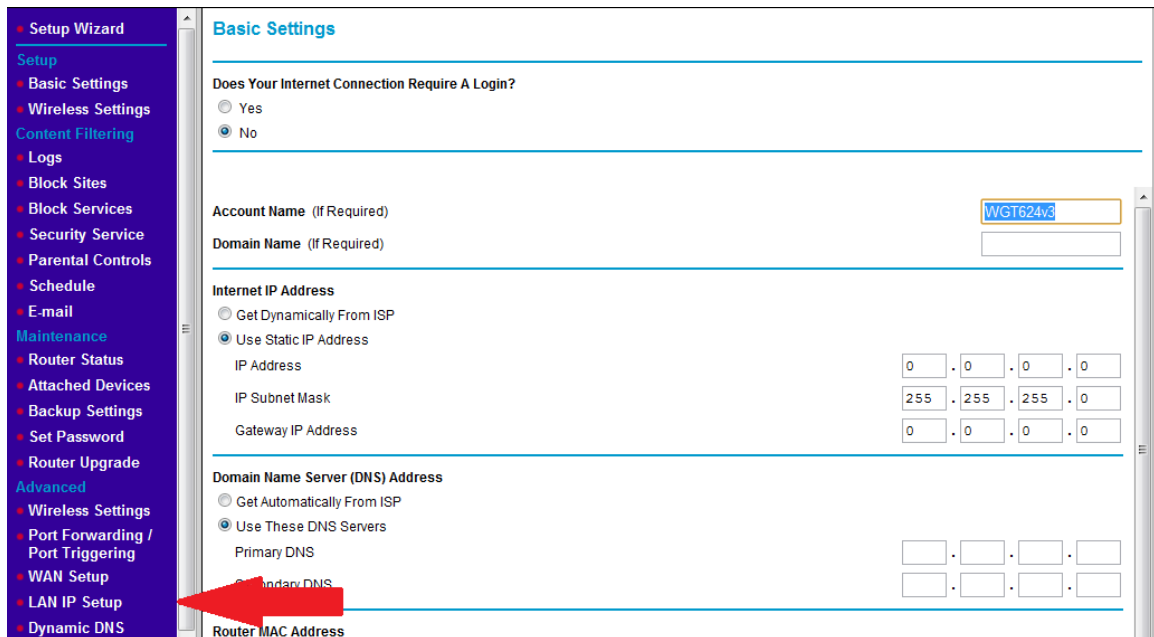 Setup Wizard
Setup
Basic Settings
Wireless Settings
Content Filtering
Logs
Block Sites
Block Services
Security Service
Parental Controls
Schedule
E-mail
Maintenance
Router Status
Attached Devices
Backup Settings
Set Password
Router Upgrade
Advanced
Wireless Settings
Port Forwarding /
Port Triggering
WAN Setup
LAN IP Setup
Dynamic DNS
Basic Settings
Does Your Internet Connection Require A Login?
Yes
No
Account Name (If Required) WGT624v3
Domain Name (If Required)
Internet IP Address
Get Dynamically From ISP
Use Static IP Address
IP Address 0 . 0 . 0 . 0
IP Subnet Mask 255 . 255 . 255 . 0
Gateway IP Address 0 . 0 . 0 . 0
Domain Name Server (DNS) Address
Get Automatically From ISP
Use These DNS Servers
Primary DNS . . .
Secondary DNS . . .
Router MAC Address